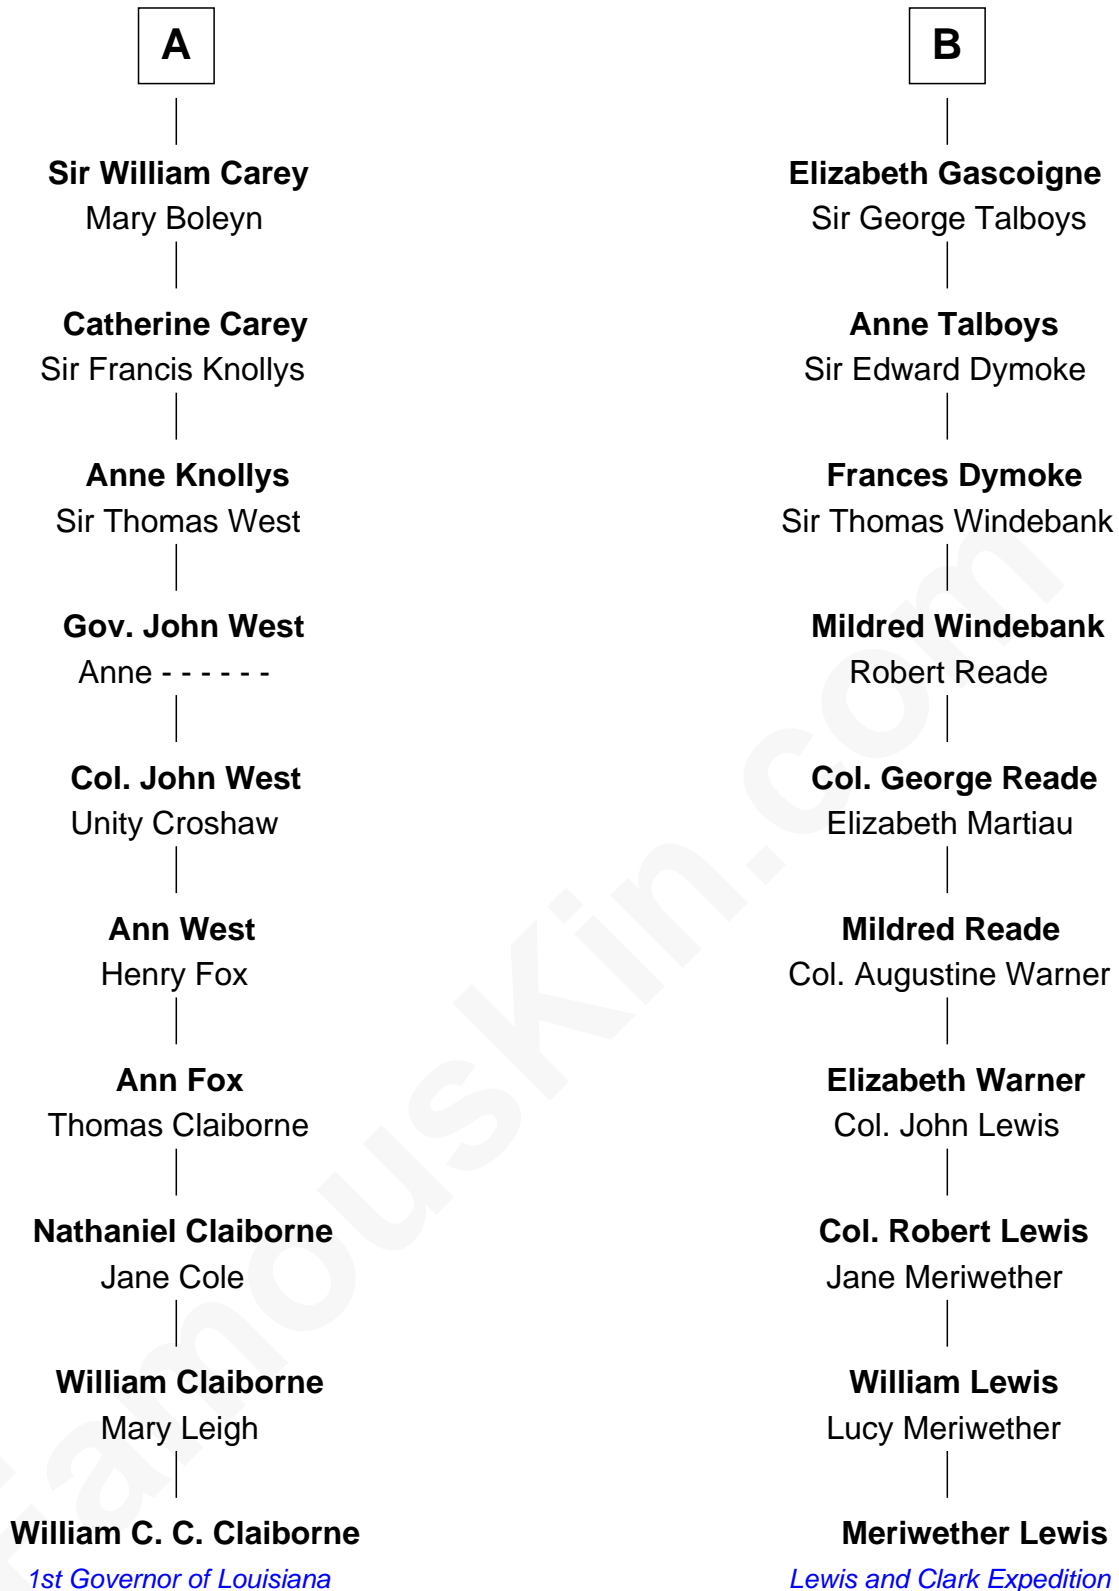 A
Sir William Carey
Mary Boleyn
Catherine Carey
Sir Francis Knollys
Anne Knollys
Sir Thomas West
Gov. John West
Anne - - - - - -
Col. John West
Unity Croshaw
Ann West
Henry Fox
Ann Fox
Thomas Claiborne
Nathaniel Claiborne
Jane Cole
William Claiborne
Mary Leigh
William C. C. Claiborne
1st Governor of Louisiana
B
Elizabeth Gascoigne
Sir George Talboys
Anne Talboys
Sir Edward Dymoke
Frances Dymoke
Sir Thomas Windebank
Mildred Windebank
Robert Reade
Col. George Reade
Elizabeth Martiau
Mildred Reade
Col. Augustine Warner
Elizabeth Warner
Col. John Lewis
Col. Robert Lewis
Jane Meriwether
William Lewis
Lucy Meriwether
Meriwether Lewis
Lewis and Clark Expedition
FamousKin.com